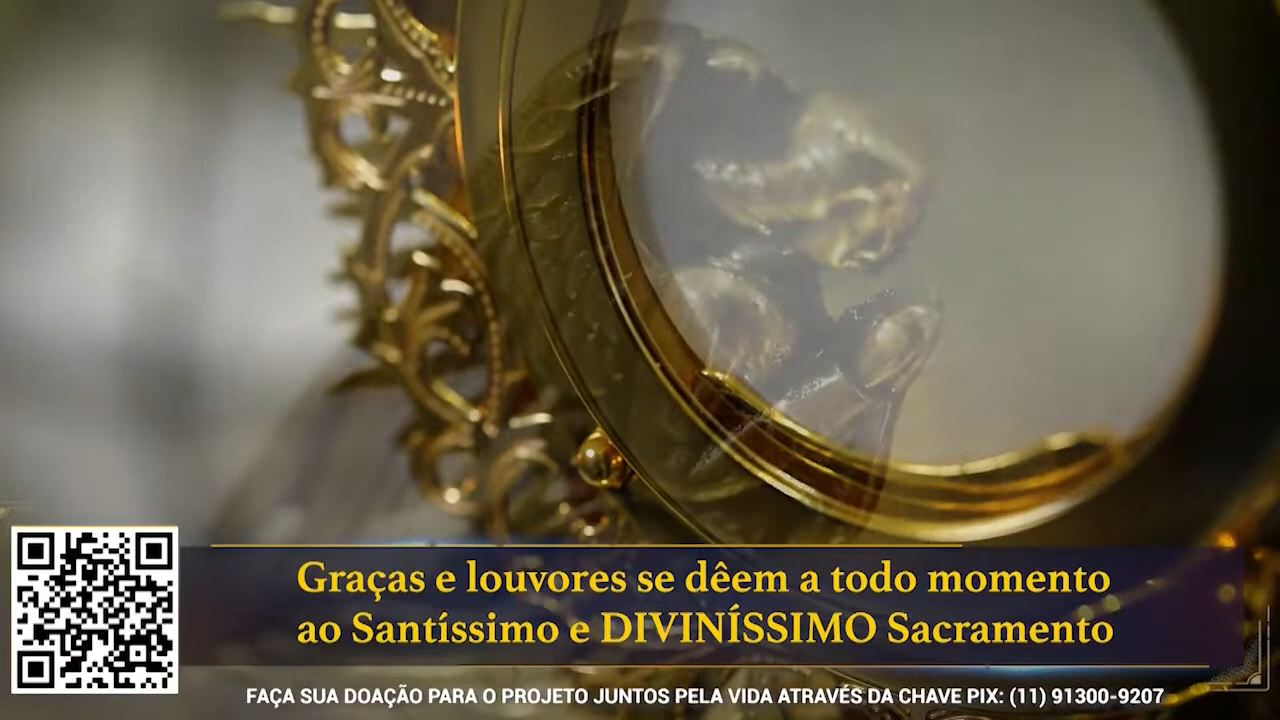 Graças e louvores se dêem a todo momento
ao Santíssimo e DIVINÍSSIMO Sacramento
FAÇA SUA DOAÇÃO PARA O PROJETO JUNTOS PELA VIDA ATRAVÉS DA CHAVE PIX: (11) 91300-9207